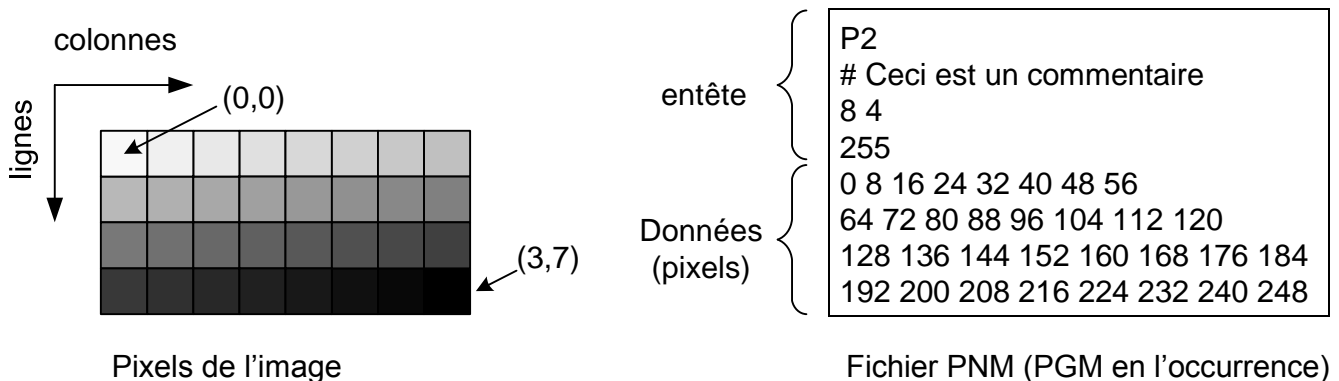 colonnes
lignes
(0,0)
(3,7)
Pixels de l'image
entête
Données
(pixels)
P2
# Ceci est un commentaire
8 4
255
0 8 16 24 32 40 48 56
64 72 80 88 96 104 112 120
128 136 144 152 160 168 176 184
192 200 208 216 224 232 240 248
Fichier PNM (PGM en l'occurrence)